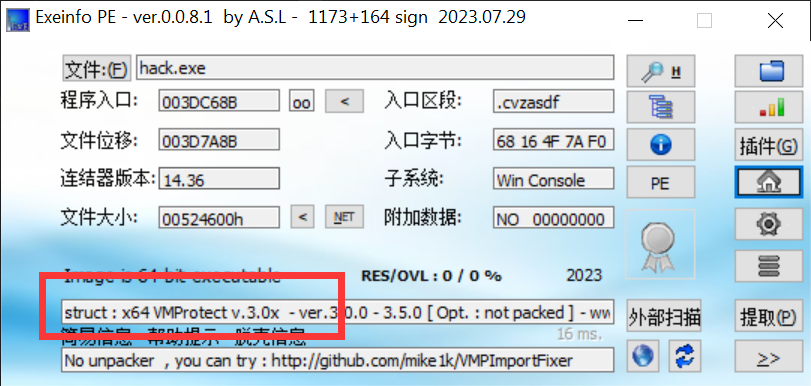 Exeinfo PE - ver.0.0.8.1 by A.S.L - 1173+164 sign 2023.07.29
文件:(F) hack.exe H
程序入口: 003DC68B oo < 入口区段: .cvzasdf
文件位移: 003D7A8B 入口字节: 68 16 4F 7A F0 插件(G)
连结器版本: 14.36 子系统: Win Console PE
文件大小: 00524600h < NET 附加数据: NO 00000000
Image is 64 bit executable RES/OVL : 0 / 0 % 2023
struct : x64 VMProtect v.3.0x - ver.3.0.0 - 3.5.0 [ Opt. : not packed ] - ww 外部扫描 提取(P)
简易信息 - 帮助提示 - 脱壳信息 16 ms.
No unpacker , you can try : http://github.com/mike1k/VMPImportFixer >>